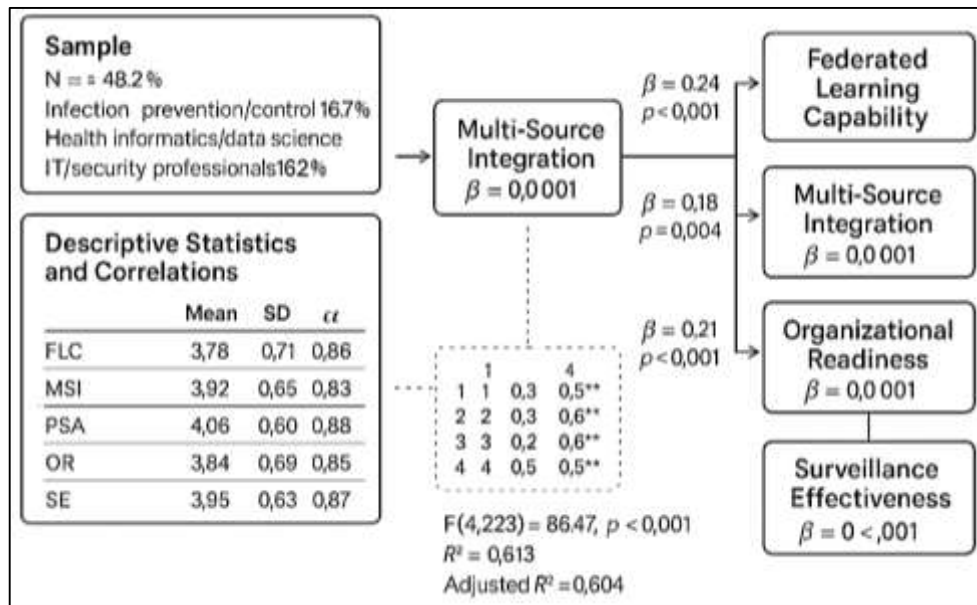 Sample
N = = 48.2%
Infection prevention/control 16.7%
Health informatics/data science
IT/security professionals162%
Descriptive Statistics
and Correlations
Mean SD α
FLC 3,78 0,71 0,86
MSI 3,92 0,65 0,83
PSA 4,06 0,60 0,88
OR 3,84 0,69 0,85
SE 3,95 0,63 0,87
Multi-Source
Integration
β = 0,0 001
1 4
1 1 0,3 0,5**
2 2 0,3 0,6**
3 3 0,2 0,6**
4 4 0,5 0,5**
F(4,223) = 86.47, p < 0,001
R² = 0,613
Adjusted R² = 0,604
β = 0.24
p < 0,001
β = 0,18
p = 0,004
β = 0,21
p < 0,001
Federated
Learning
Capability
Multi-Source
Integration
β = 0,0 001
Organizational
Readiness
β = 0,0 001
Surveillance
Effectiveness
β = 0 < ,001